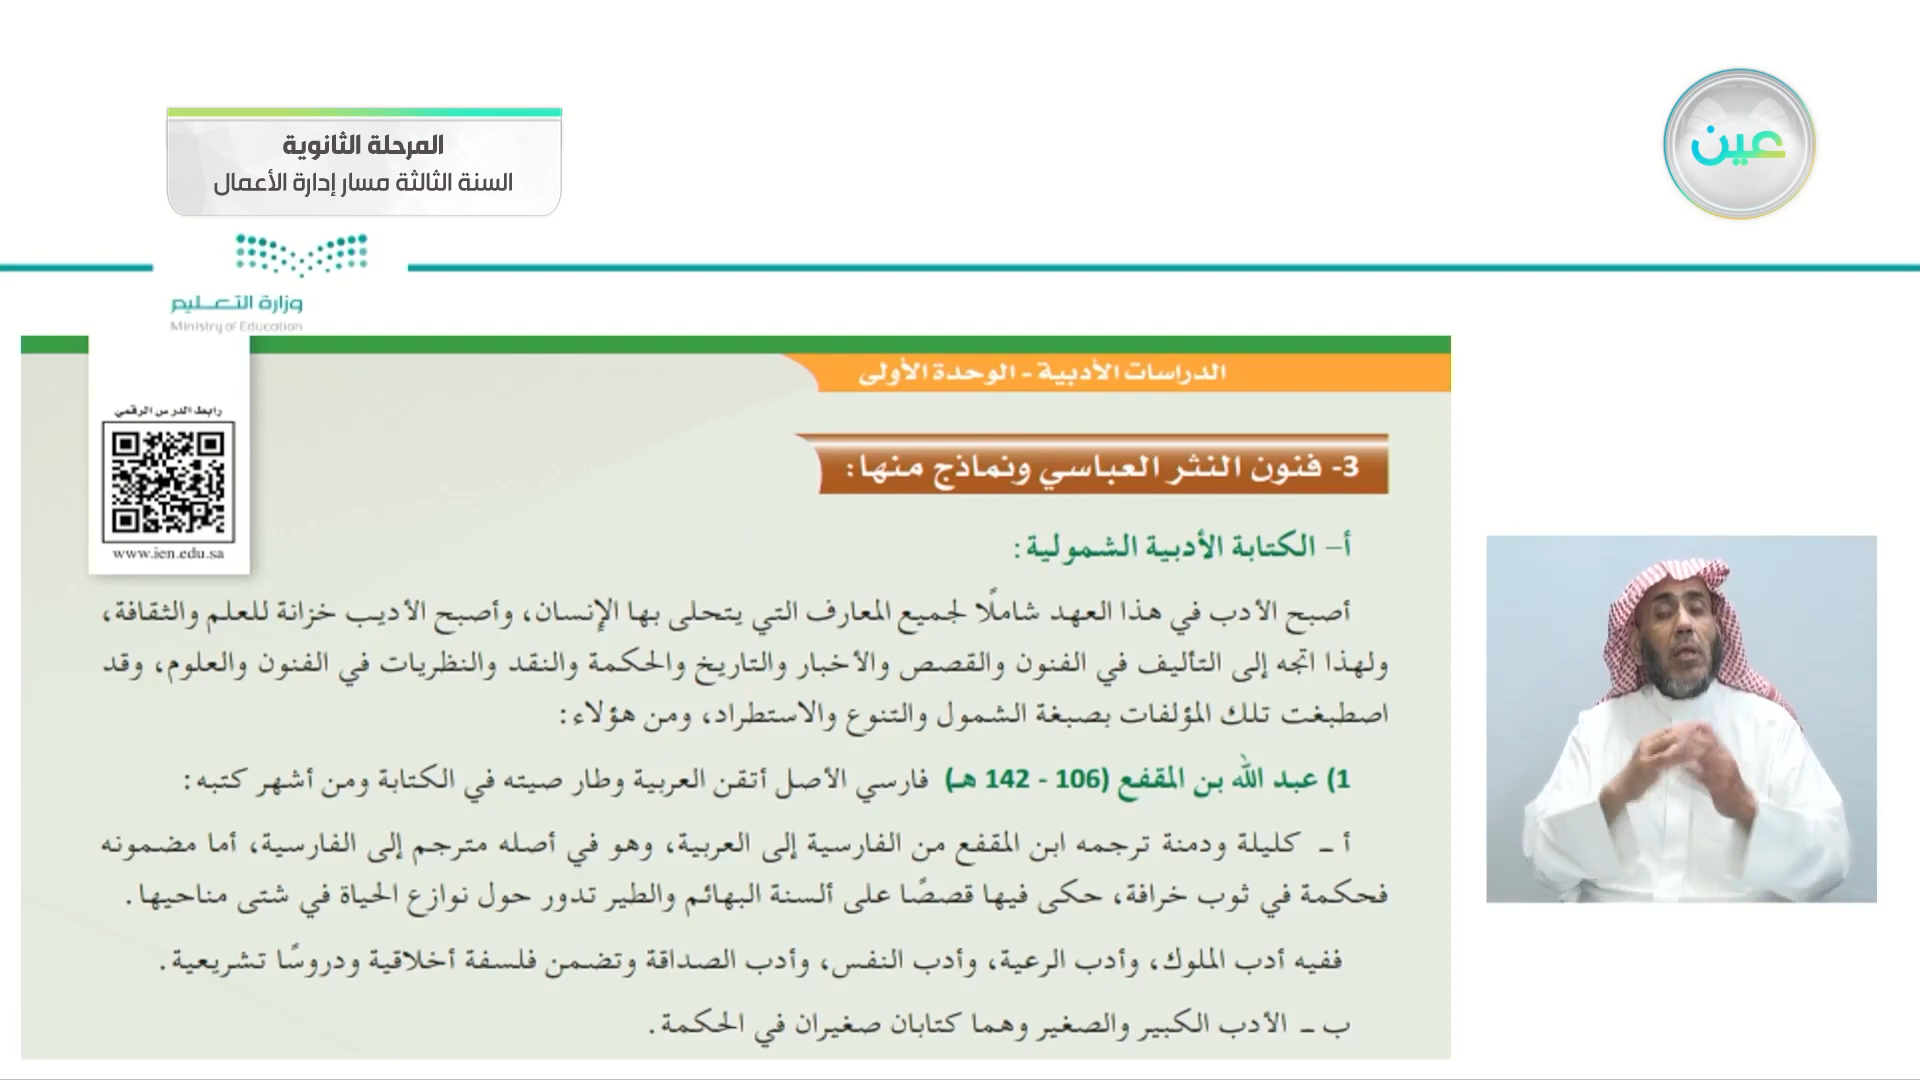 عين
المرحلة الثانوية
السنة الثالثة مسار إدارة الأعمال
وزارة التعـــليم
Ministry of Education
الدراسات الأدبية - الوحدة الأولى
رابط الدرس الرقمي
www.ien.edu.sa
3- فنون النثر العباسي ونماذج منها:
أ– الكتابة الأدبية الشمولية:
أصبح الأدب في هذا العهد شاملًا لجميع المعارف التي يتحلى بها الإنسان، وأصبح الأديب خزانة للعلم والثقافة،
ولهذا اتجه إلى التأليف في الفنون والقصص والأخبار والتاريخ والحكمة والنقد والنظريات في الفنون والعلوم، وقد
اصطبغت تلك المؤلفات بصبغة الشمول والتنوع والاستطراد، ومن هؤلاء:
1) عبد الله بن المقفع (106 - 142 هـ) فارسي الأصل أتقن العربية وطار صيته في الكتابة ومن أشهر كتبه:
أ ـ كليلة ودمنة ترجمه ابن المقفع من الفارسية إلى العربية، وهو في أصله مترجم إلى الفارسية، أما مضمونه
فحكمة في ثوب خرافة، حكى فيها قصصًا على ألسنة البهائم والطير تدور حول نوازع الحياة في شتى مناحيها.
ففيه أدب الملوك، وأدب الرعية، وأدب النفس، وأدب الصداقة وتضمن فلسفة أخلاقية ودروسًا تشريعية.
ب ـ الأدب الكبير والصغير وهما كتابان صغيران في الحكمة.